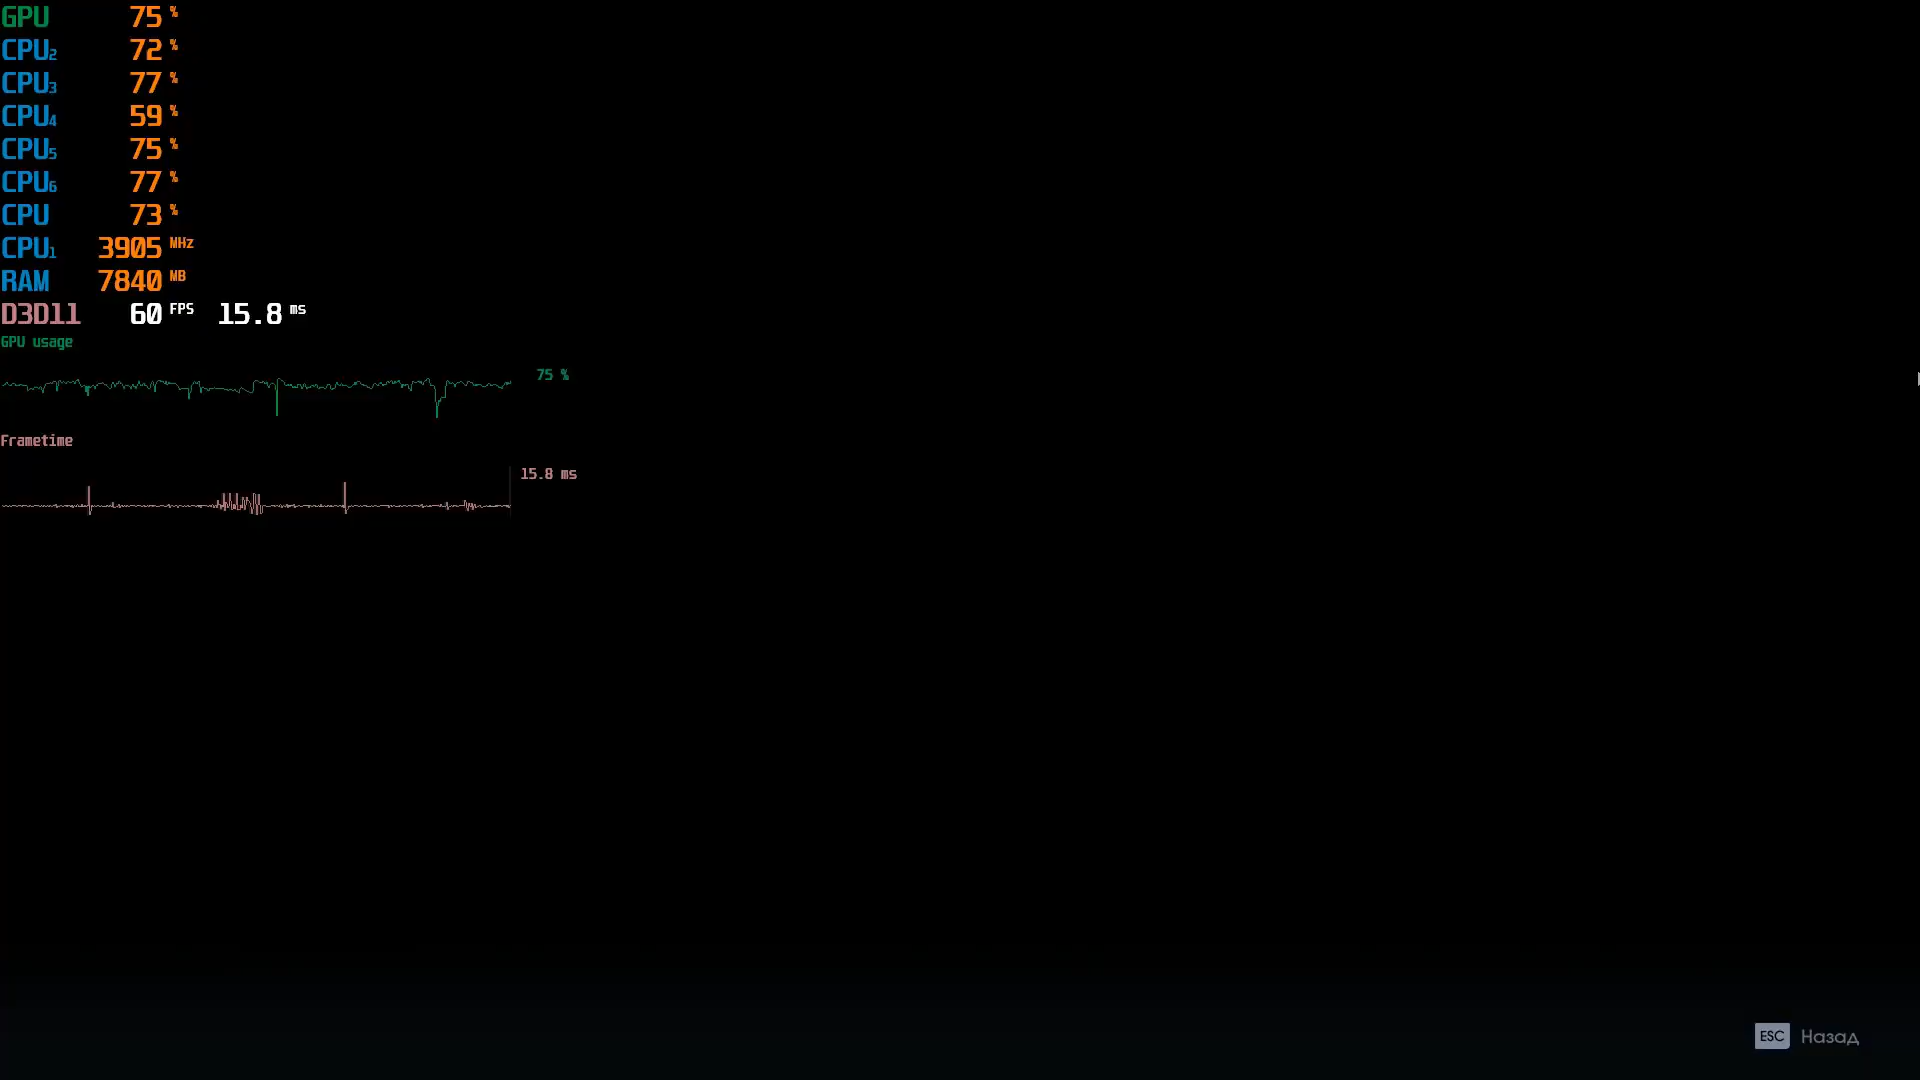 GPU 75 %
CPU2 72 %
CPU3 77 %
CPU4 59 %
CPU5 75 %
CPU6 77 %
CPU 73 %
CPU1 3905 MHz
RAM 7840 MB
D3D11 60 FPS 15.8 ms
GPU usage
75 %
Frametime
15.8 ms
ESC Назад